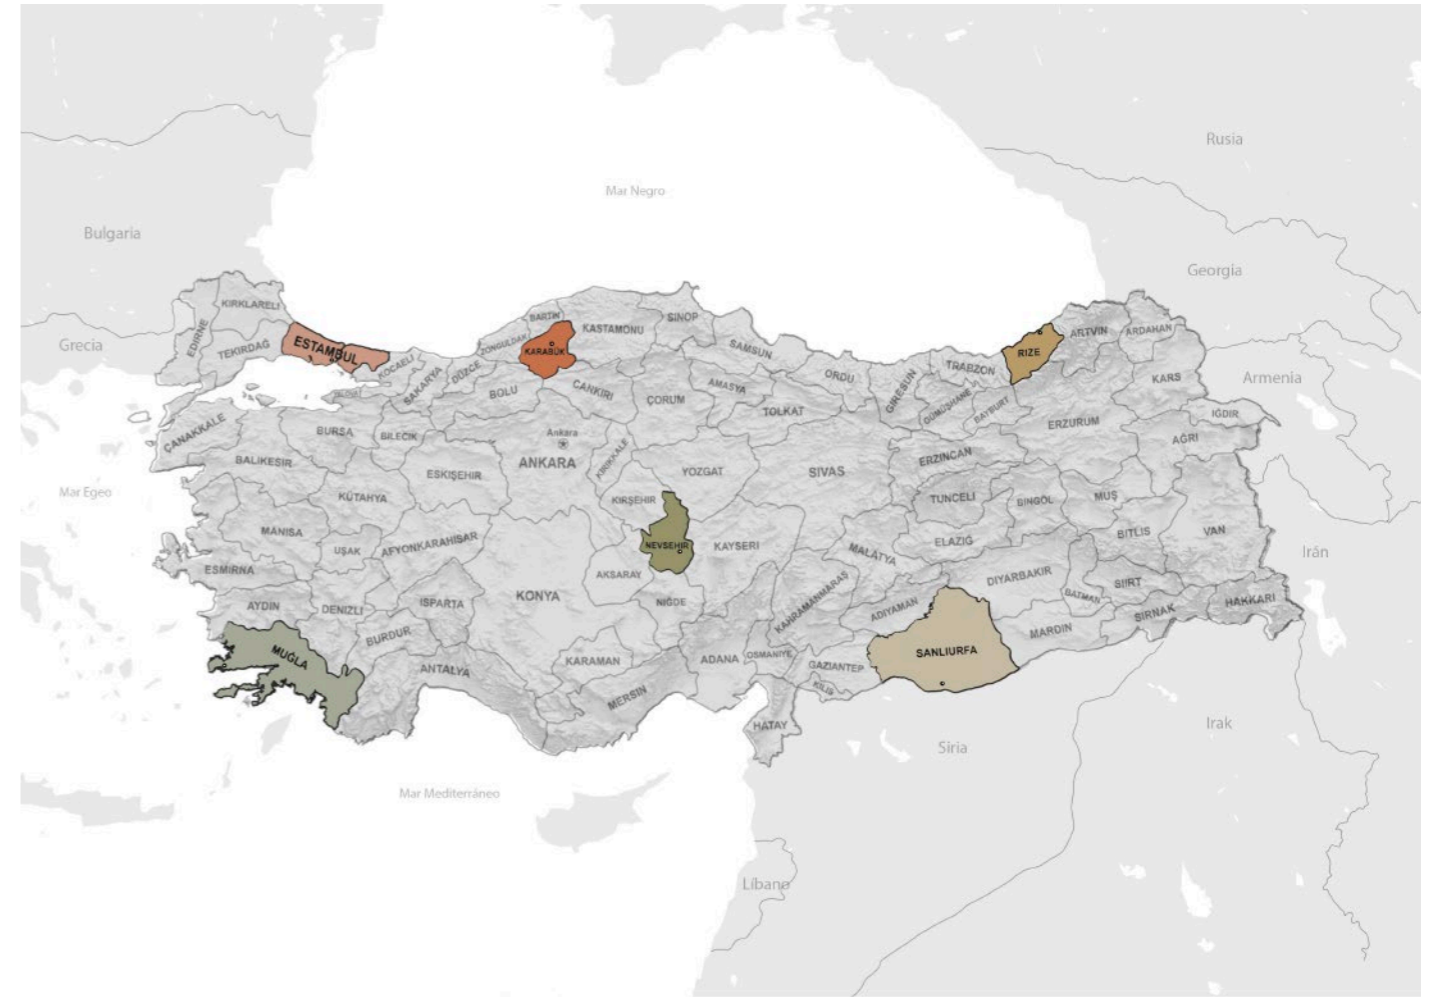 Rusia
Mar Negro
Bulgaria
Georgia
KIRKLARELI
EDIRNE
TEKIRDAĞ
ESTAMBUL
KOCAELI
SAKARYA
DÜZCE
ZONGULDAK
BARTIN
KARABÜK
KASTAMONU
SINOP
SAMSUN
ORDU
GIRESUN
TRABZON
GÜMÜŞHANE
BAYBURT
RIZE
ARTVIN
ARDAHAN
Grecia
Armenia
KARS
IĞDIR
AĞRI
ERZURUM
ÇANAKKALE
BURSA
BILECIK
BOLU
ÇANKIRI
ÇORUM
AMASYA
TOLKAT
Ankara
ANKARA
KIRIKKALE
YOZGAT
SIVAS
ERZINCAN
BALIKESIR
ESKIŞEHIR
KÜTAHYA
Mar Egeo
KIRŞEHIR
TUNCELI
BINGÖL
MUŞ
BITLIS
VAN
MANISA
UŞAK
AFYONKARAHISAR
NEVSEHIR
KAYSERI
MALATYA
ELAZIĞ
Irán
ESMIRNA
AKSARAY
DIYARBAKIR
SIIRT
BATMAN
AYDIN
DENIZLI
ISPARTA
KONYA
NIĞDE
KAHRAMANMARAŞ
ADIYAMAN
ŞIRNAK
HAKKARI
BURDUR
MARDIN
MUĞLA
ANTALYA
KARAMAN
MERSIN
ADANA
OSMANIYE
GAZIANTEP
KILIS
SANLIURFA
HATAY
Siria
Irak
Mar Mediterráneo
Líbano